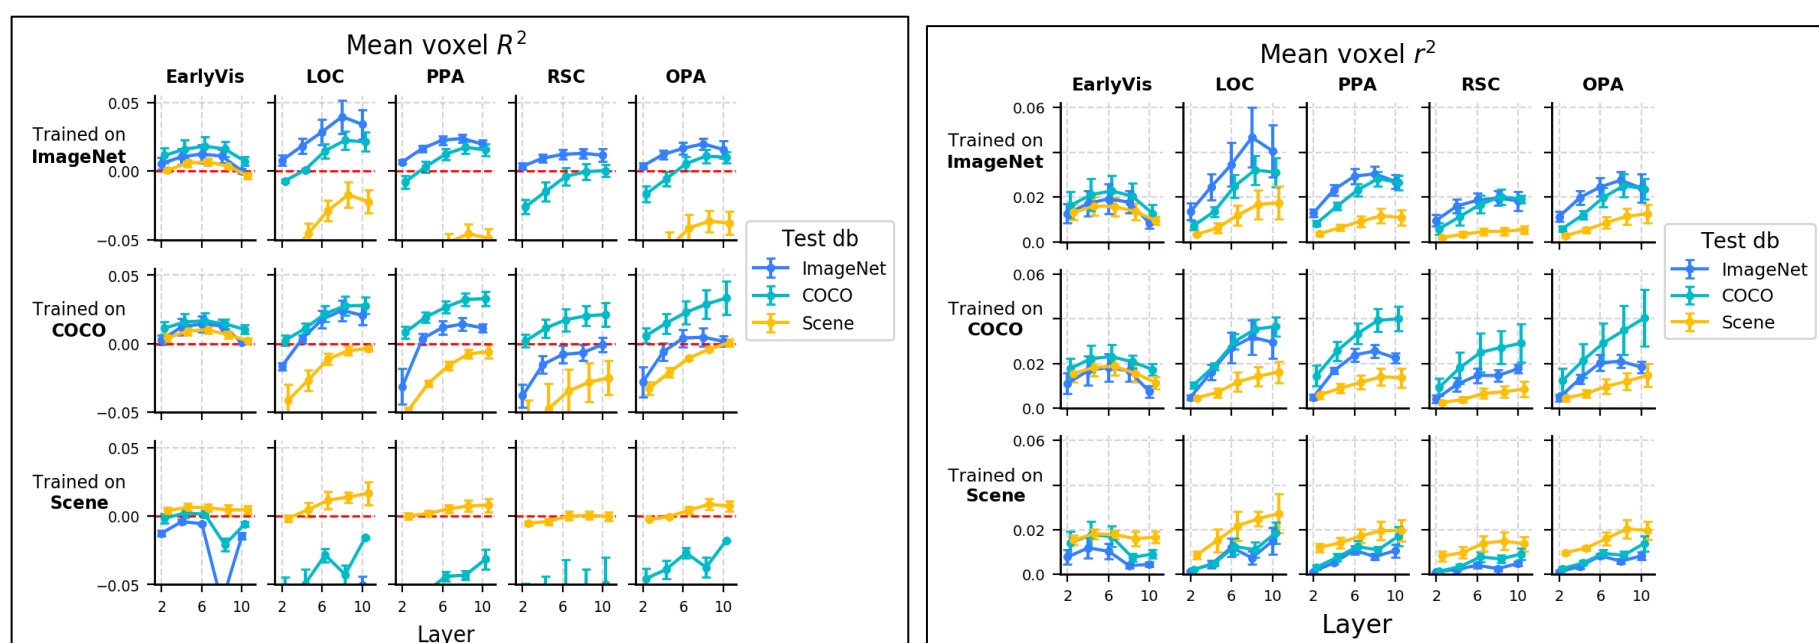 Mean voxel R²
EarlyVis LOC PPA RSC OPA
Trained on
ImageNet
0.05
0.00
−0.05
Trained on
COCO
0.05
0.00
−0.05
Trained on
Scene
0.05
0.00
−0.05
2 6 10 2 6 10 2 6 10 2 6 10 2 6 10
Layer
Test db
ImageNet
COCO
Scene
Mean voxel r²
EarlyVis LOC PPA RSC OPA
Trained on
ImageNet
0.06
0.02
0.0
Trained on
COCO
0.06
0.02
0.0
Trained on
Scene
0.06
0.02
0.0
2 6 10 2 6 10 2 6 10 2 6 10 2 6 10
Layer
Test db
ImageNet
COCO
Scene